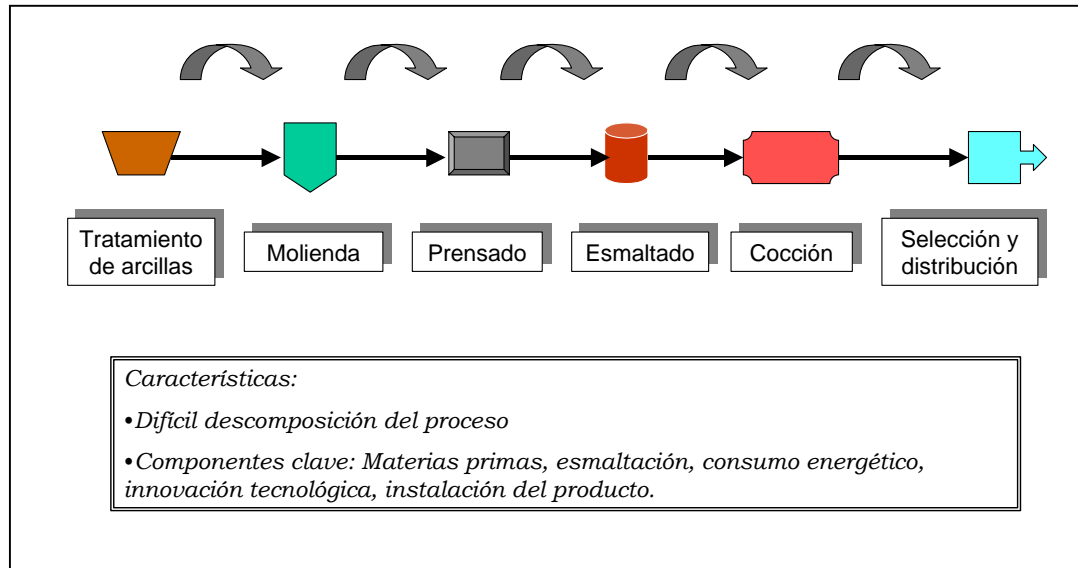 Tratamiento
de arcillas
Molienda
Prensado
Esmaltado
Cocción
Selección y
distribución
Características:
•Difícil descomposición del proceso
•Componentes clave: Materias primas, esmaltación, consumo energético,
innovación tecnológica, instalación del producto.